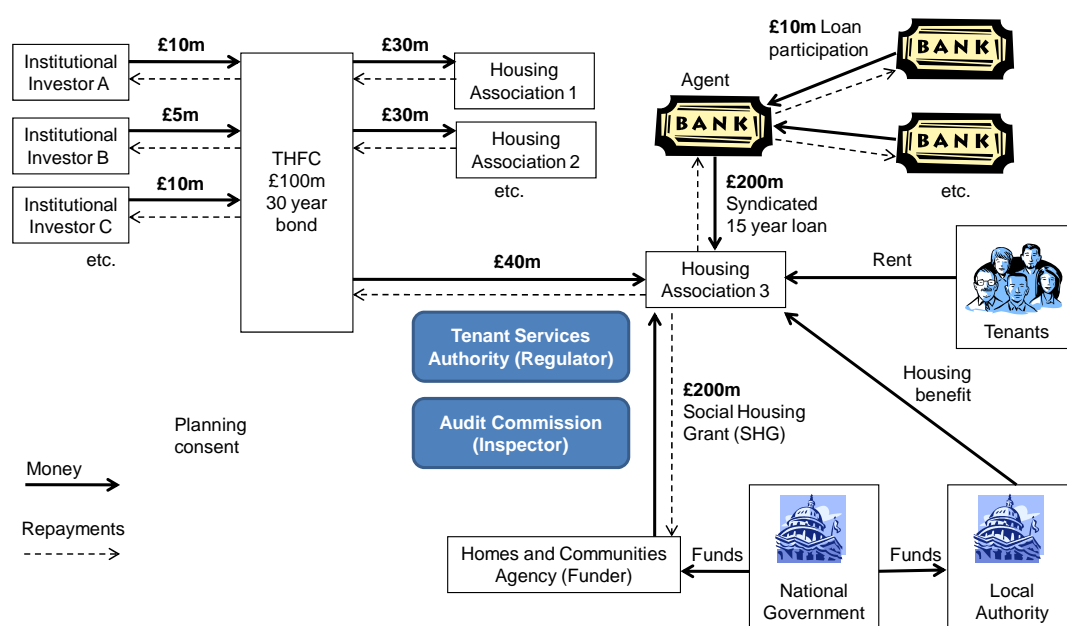 £10m
Institutional
Investor A
£5m
Institutional
Investor B
£10m
Institutional
Investor C
etc.
THFC
£100m
30 year
bond
£30m
Housing
Association 1
£30m
Housing
Association 2
etc.
£40m
Agent
BANK
£10m Loan
participation
BANK
BANK
etc.
£200m
Syndicated
15 year loan
Housing
Association 3
Rent
Tenants
Tenant Services
Authority (Regulator)
Audit Commission
(Inspector)
£200m
Social Housing
Grant (SHG)
Housing
benefit
Planning
consent
Money
Repayments
Homes and Communities
Agency (Funder)
Funds
National
Government
Funds
Local
Authority